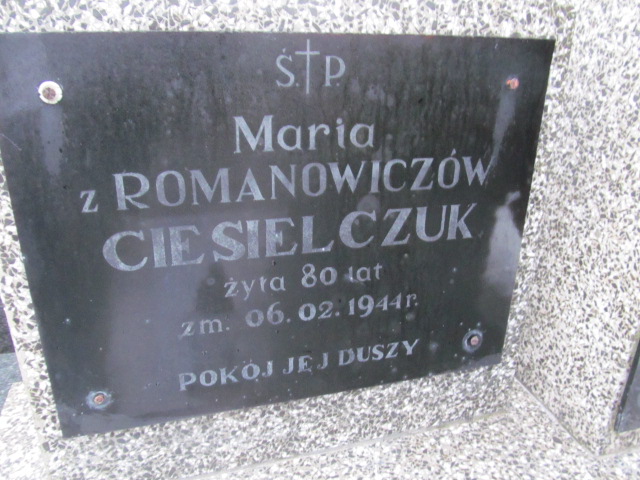 Ś.†P.
Maria
z ROMANOWICZÓW
CIESIELCZUK
żyła 80 lat
zm. 06.02.1944r.
POKÓJ JEJ DUSZY